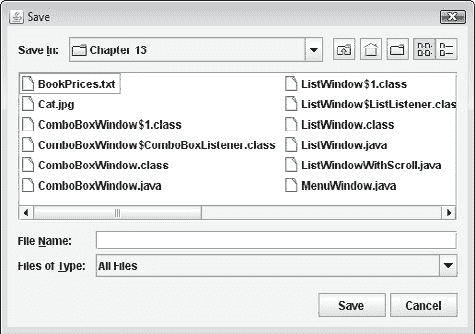 Save
Save In: Chapter 13
BookPrices.txt
Cat.jpg
ComboBoxWindow$1.class
ComboBoxWindow$ComboBoxListener.class
ComboBoxWindow.class
ComboBoxWindow.java
ListWindow$1.class
ListWindow$ListListener.clas
ListWindow.class
ListWindow.java
ListWindowWithScroll.java
MenuWindow.java
File Name:
Files of Type: All Files
Save
Cancel